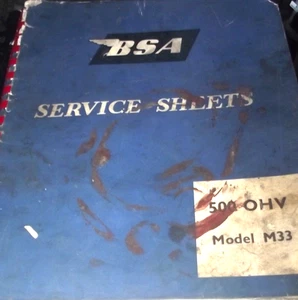 BSA
SERVICE SHEETS
500 OHV
Model M33